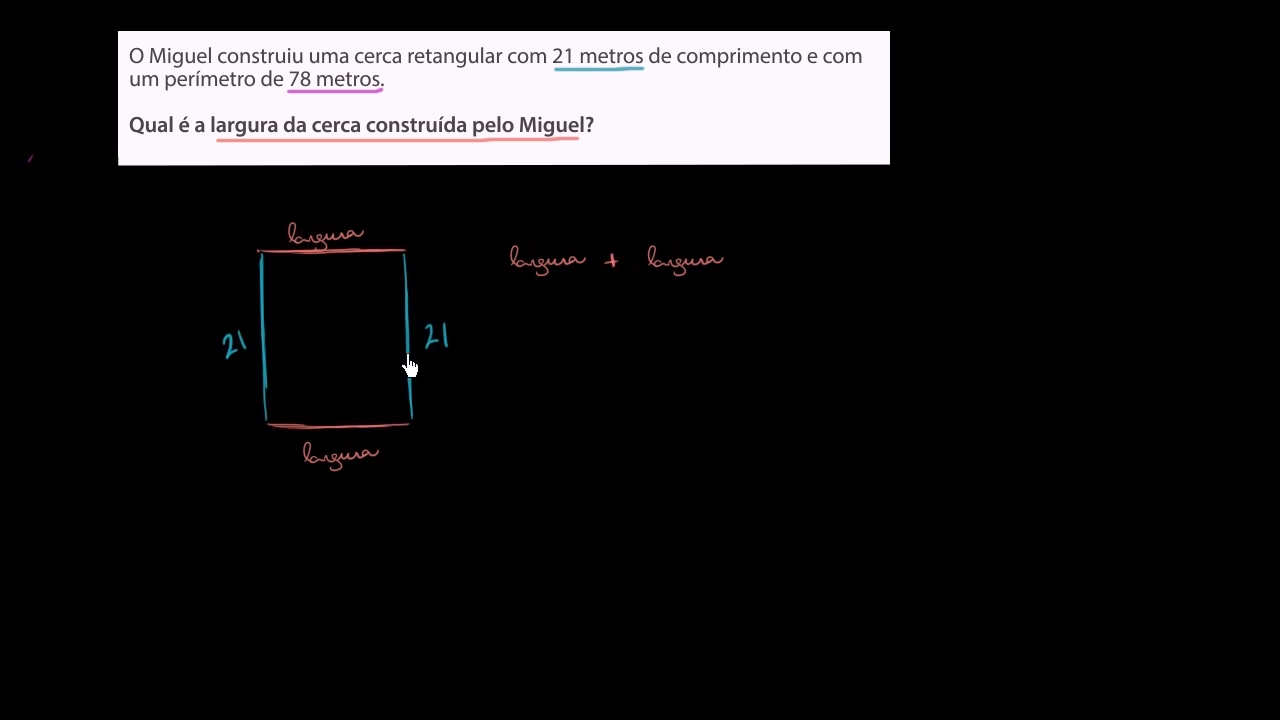 O Miguel construiu uma cerca retangular com 21 metros de comprimento e com
um perímetro de 78 metros.
Qual é a largura da cerca construída pelo Miguel?
largura
largura + largura
21
21
largura